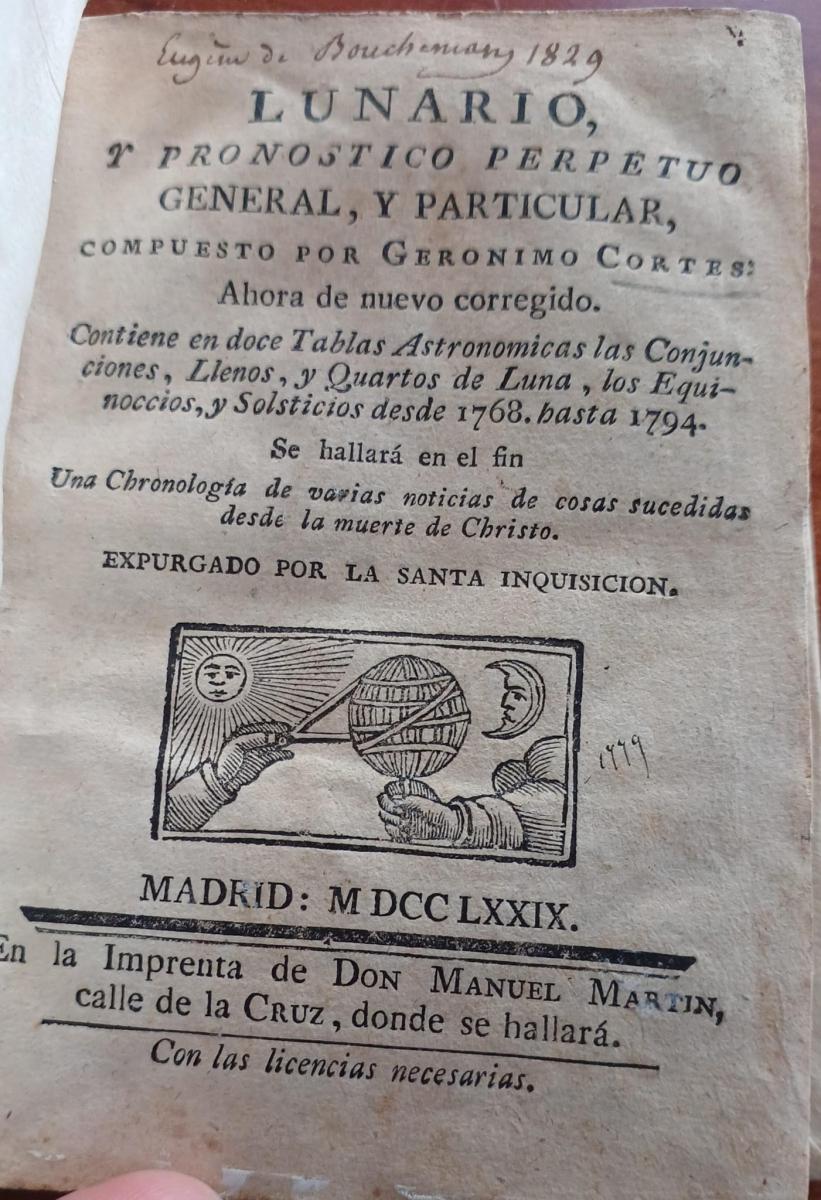 Eugène de Bouchemans 1829
LUNARIO,
Y PRONOSTICO PERPETUO
GENERAL, Y PARTICULAR,
COMPUESTO POR GERONIMO CORTES:
Ahora de nuevo corregido.
Contiene en doce Tablas Astronomicas las Conjun-
ciones, Llenos, y Quartos de Luna, los Equi-
noccios, y Solsticios desde 1768. hasta 1794.
Se hallará en el fin
Una Chronología de varias noticias de cosas sucedidas
desde la muerte de Christo.
EXPURGADO POR LA SANTA INQUISICION.
1779
MADRID: M DCC LXXIX.
En la Imprenta de DON MANUEL MARTIN,
calle de la CRUZ, donde se hallará.
Con las licencias necesarias.